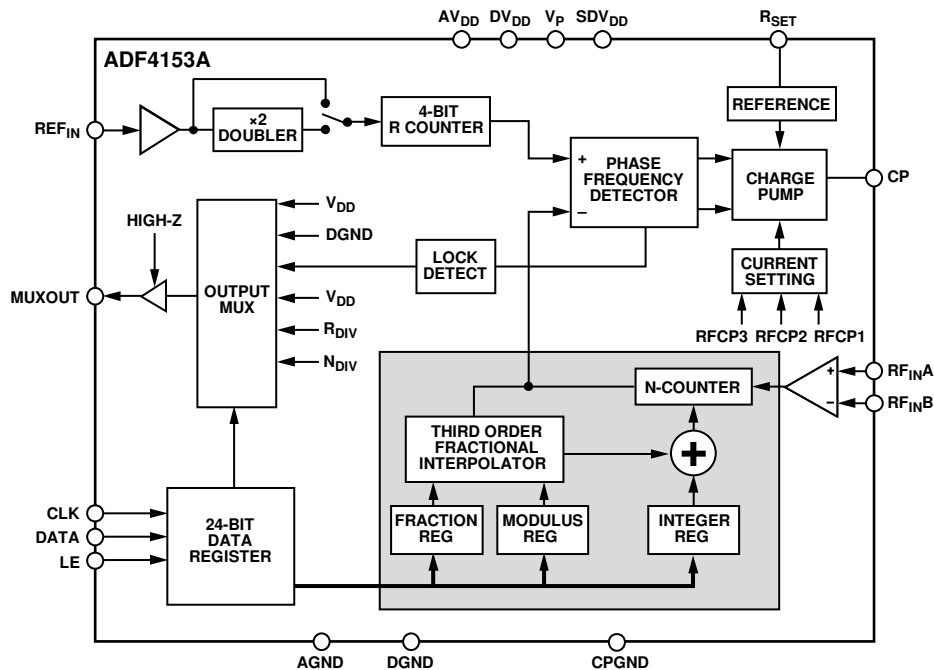 AVDD DVDD VP SDVDD RSET
ADF4153A
REFIN
×2
DOUBLER
4-BIT
R COUNTER
REFERENCE
+
−
PHASE
FREQUENCY
DETECTOR
CHARGE
PUMP
CP
HIGH-Z
MUXOUT
OUTPUT
MUX
VDD
DGND
LOCK
DETECT
VDD
RDIV
NDIV
CURRENT
SETTING
RFCP3 RFCP2 RFCP1
N-COUNTER
+
−
RFINA
RFINB
THIRD ORDER
FRACTIONAL
INTERPOLATOR
+
CLK
DATA
LE
24-BIT
DATA
REGISTER
FRACTION
REG
MODULUS
REG
INTEGER
REG
AGND DGND CPGND